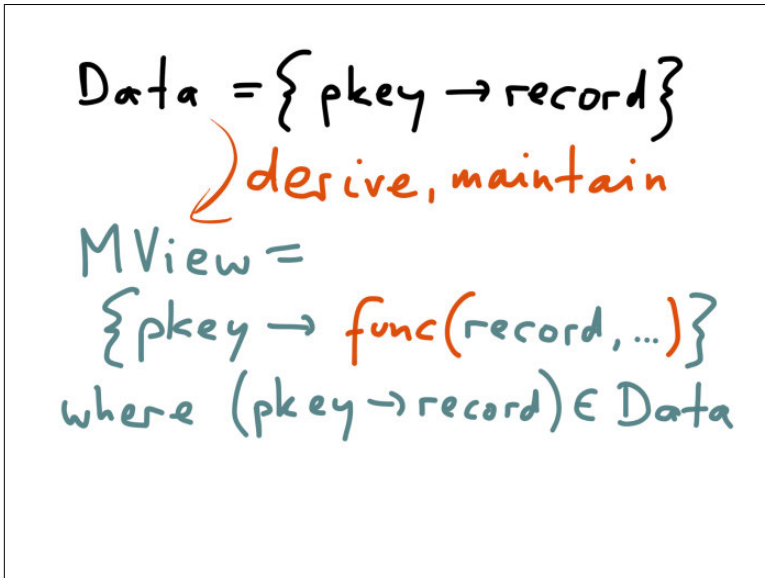 Data = { pkey → record }
derive, maintain
MView =
{ pkey → func(record, ...) }
where (pkey → record) ∈ Data